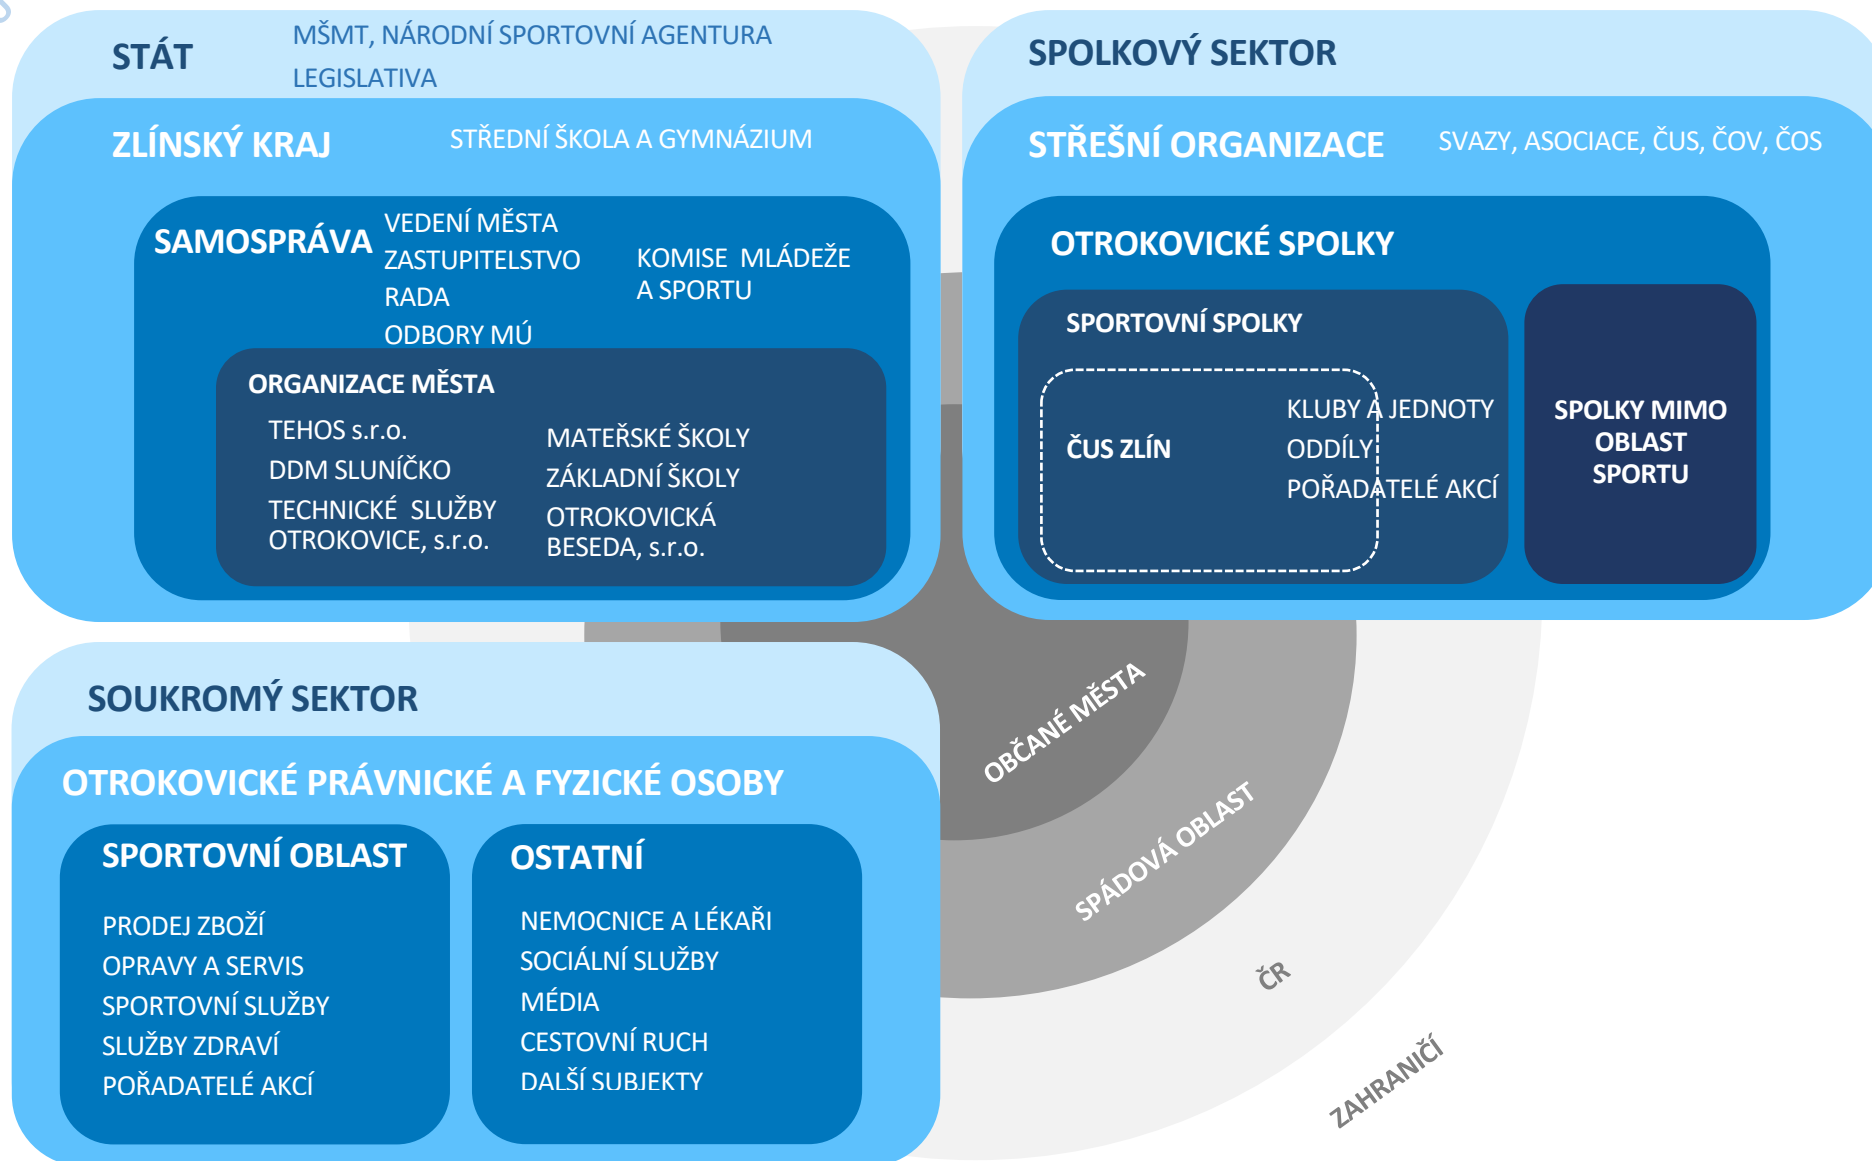 STÁT
MŠMT, NÁRODNÍ SPORTOVNÍ AGENTURA
LEGISLATIVA
ZLÍNSKÝ KRAJ
STŘEDNÍ ŠKOLA A GYMNÁZIUM
SAMOSPRÁVA
VEDENÍ MĚSTA
ZASTUPITELSTVO
RADA
ODBORY MÚ
KOMISE MLÁDEŽE
A SPORTU
ORGANIZACE MĚSTA
TEHOS s.r.o.
DDM SLUNÍČKO
TECHNICKÉ SLUŽBY
OTROKOVICE, s.r.o.
MATEŘSKÉ ŠKOLY
ZÁKLADNÍ ŠKOLY
OTROKOVICKÁ
BESEDA, s.r.o.
SPOLKOVÝ SEKTOR
STŘEŠNÍ ORGANIZACE
SVAZY, ASOCIACE, ČUS, ČOV, ČOS
OTROKOVICKÉ SPOLKY
SPORTOVNÍ SPOLKY
ČUS ZLÍN
KLUBY A JEDNOTY
ODDÍLY
POŘADATELÉ AKCÍ
SPOLKY MIMO
OBLAST
SPORTU
SOUKROMÝ SEKTOR
OTROKOVICKÉ PRÁVNICKÉ A FYZICKÉ OSOBY
SPORTOVNÍ OBLAST
PRODEJ ZBOŽÍ
OPRAVY A SERVIS
SPORTOVNÍ SLUŽBY
SLUŽBY ZDRAVÍ
POŘADATELÉ AKCÍ
OSTATNÍ
NEMOCNICE A LÉKAŘI
SOCIÁLNÍ SLUŽBY
MÉDIA
CESTOVNÍ RUCH
DALŠÍ SUBJEKTY
OBČANÉ MĚSTA
SPÁDOVÁ OBLAST
ČR
ZAHRANIČÍ